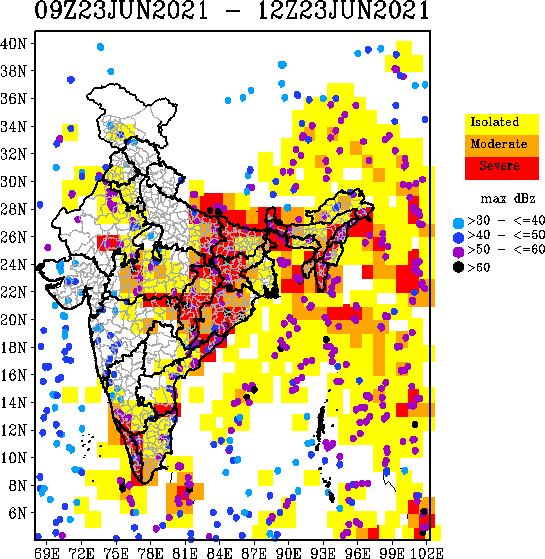 09Z23JUN2021 - 12Z23JUN2021
40N
38N
36N
34N
32N
30N
28N
26N
24N
22N
20N
18N
16N
14N
12N
10N
8N
6N
69E 72E 75E 78E 81E 84E 87E 90E 93E 96E 99E 102E
Isolated
Moderate
Severe
max dBz
>30 - <=40
>40 - <=50
>50 - <=60
>60